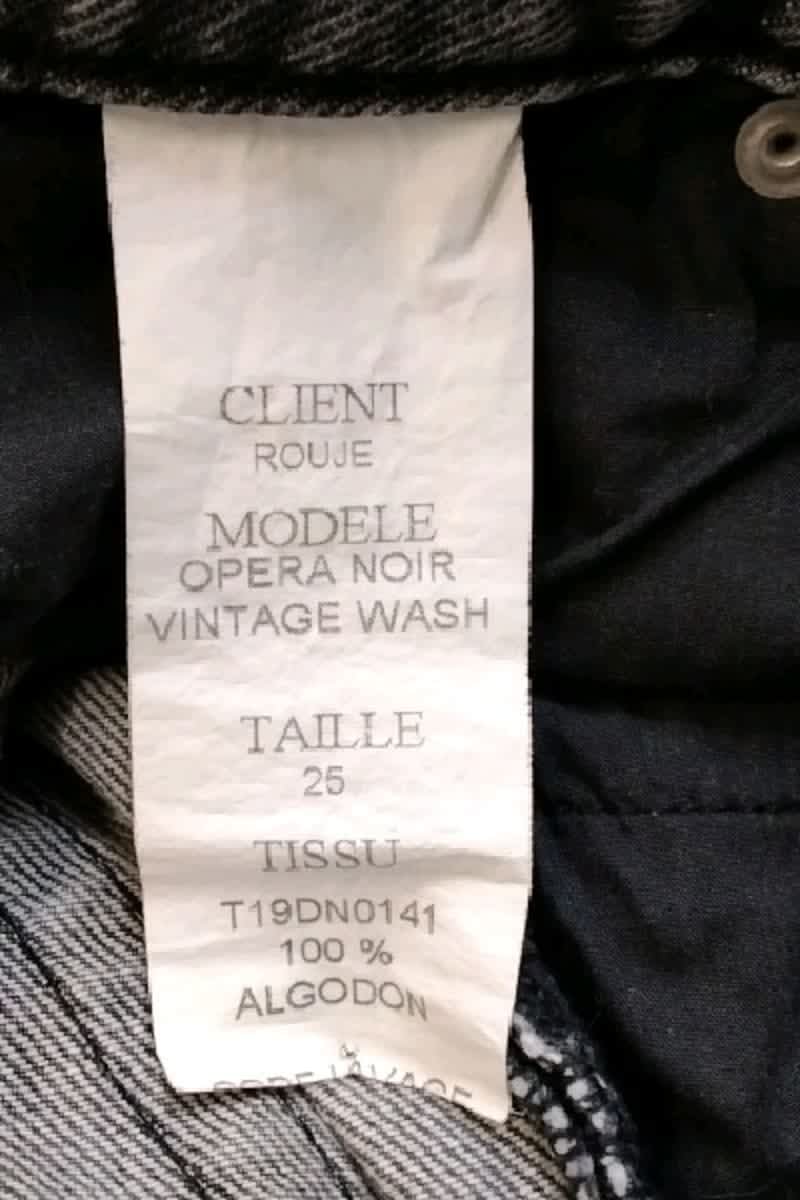 CLIENT
ROUJE
MODELE
OPERA NOIR
VINTAGE WASH
TAILLE
25
TISSU
T19DN0141
100 %
ALGODON